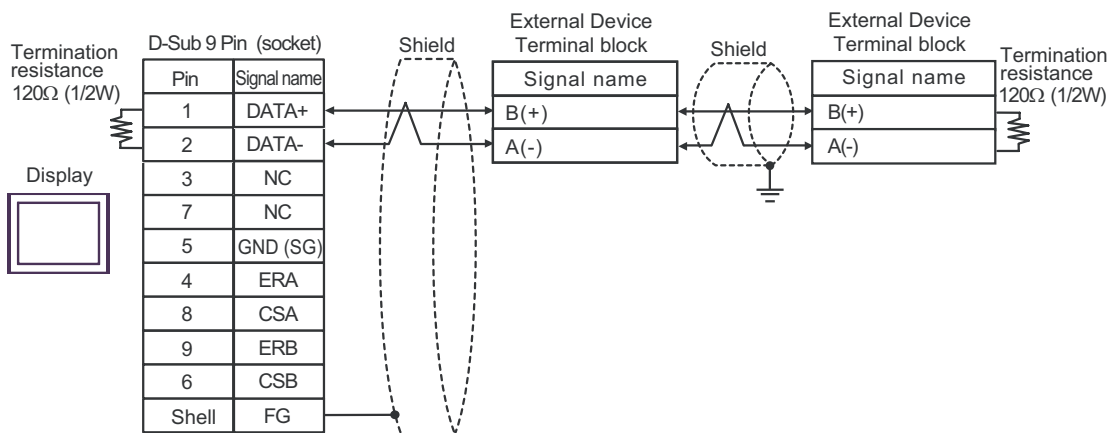 Termination
resistance
120Ω (1/2W)
D-Sub 9 Pin (socket)
Pin Signal name
1 DATA+
2 DATA-
3 NC
7 NC
5 GND (SG)
4 ERA
8 CSA
9 ERB
6 CSB
Shell FG
Display
Shield
External Device
Terminal block
Signal name
B(+)
A(-)
Shield
External Device
Terminal block
Signal name
B(+)
A(-)
Termination
resistance
120Ω (1/2W)